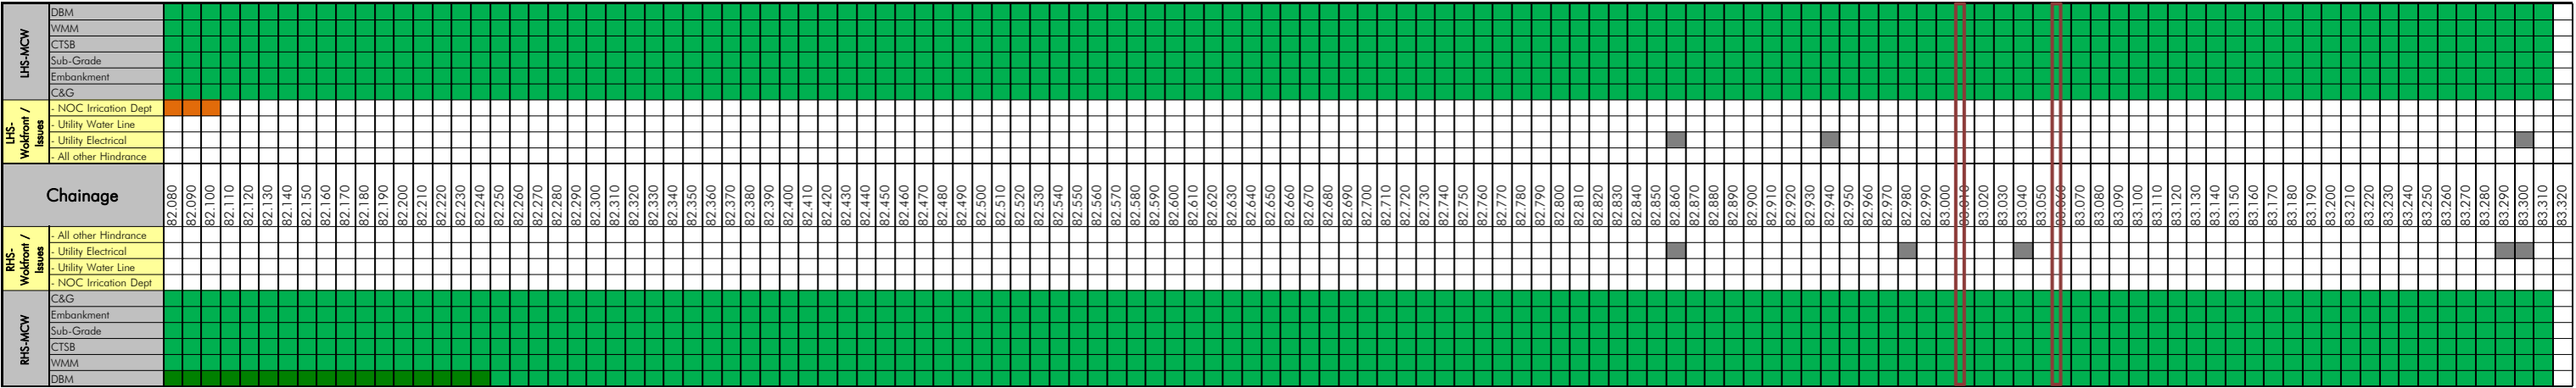 LHS-MCW
DBM
WMM
CTSB
Sub-Grade
Embankment
C&G
LHS-
Wokfront /
Issues
- NOC Irrication Dept
- Utility Water Line
- Utility Electrical
- All other Hindrance
Chainage
82.080 82.090 82.100 82.110 82.120 82.130 82.140 82.150 82.160 82.170 82.180 82.190 82.200 82.210 82.220 82.230 82.240 82.250 82.260 82.270 82.280 82.290 82.300 82.310 82.320 82.330 82.340 82.350 82.360 82.370 82.380 82.390 82.400 82.410 82.420 82.430 82.440 82.450 82.460 82.470 82.480 82.490 82.500 82.510 82.520 82.530 82.540 82.550 82.560 82.570 82.580 82.590 82.600 82.610 82.620 82.630 82.640 82.650 82.660 82.670 82.680 82.690 82.700 82.710 82.720 82.730 82.740 82.750 82.760 82.770 82.780 82.790 82.800 82.810 82.820 82.830 82.840 82.850 82.860 82.870 82.880 82.890 82.900 82.910 82.920 82.930 82.940 82.950 82.960 82.970 82.980 82.990 83.000 83.010 83.020 83.030 83.040 83.050 83.060 83.070 83.080 83.090 83.100 83.110 83.120 83.130 83.140 83.150 83.160 83.170 83.180 83.190 83.200 83.210 83.220 83.230 83.240 83.250 83.260 83.270 83.280 83.290 83.300 83.310 83.320
RHS-
Wokfront /
Issues
- All other Hindrance
- Utility Electrical
- Utility Water Line
- NOC Irrication Dept
RHS-MCW
C&G
Embankment
Sub-Grade
CTSB
WMM
DBM